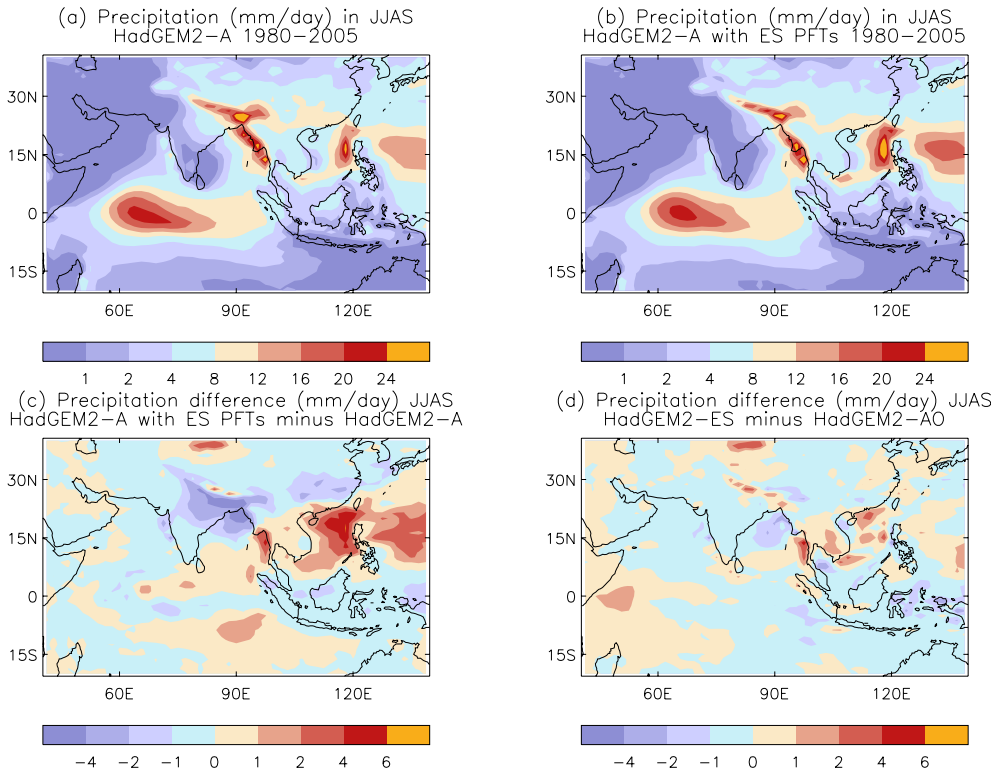 (a) Precipitation (mm/day) in JJAS
HadGEM2-A 1980-2005
30N
15N
0
15S
60E 90E 120E
1 2 4 8 12 16 20 24
(b) Precipitation (mm/day) in JJAS
HadGEM2-A with ES PFTs 1980-2005
30N
15N
0
15S
60E 90E 120E
1 2 4 8 12 16 20 24
(c) Precipitation difference (mm/day) JJAS
HadGEM2-A with ES PFTs minus HadGEM2-A
30N
15N
0
15S
60E 90E 120E
-4 -2 -1 0 1 2 4 6
(d) Precipitation difference (mm/day) JJAS
HadGEM2-ES minus HadGEM2-AO
30N
15N
0
15S
60E 90E 120E
-4 -2 -1 0 1 2 4 6